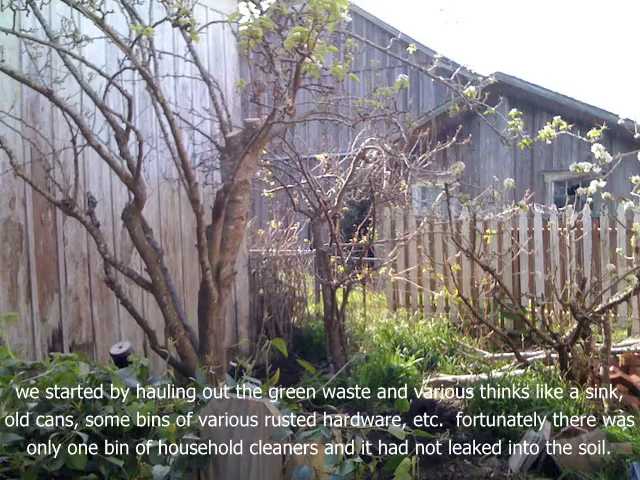 we started by hauling out the green waste and various thinks like a sink,
old cans, some bins of various rusted hardware, etc.  fortunately there was
only one bin of household cleaners and it had not leaked into the soil.